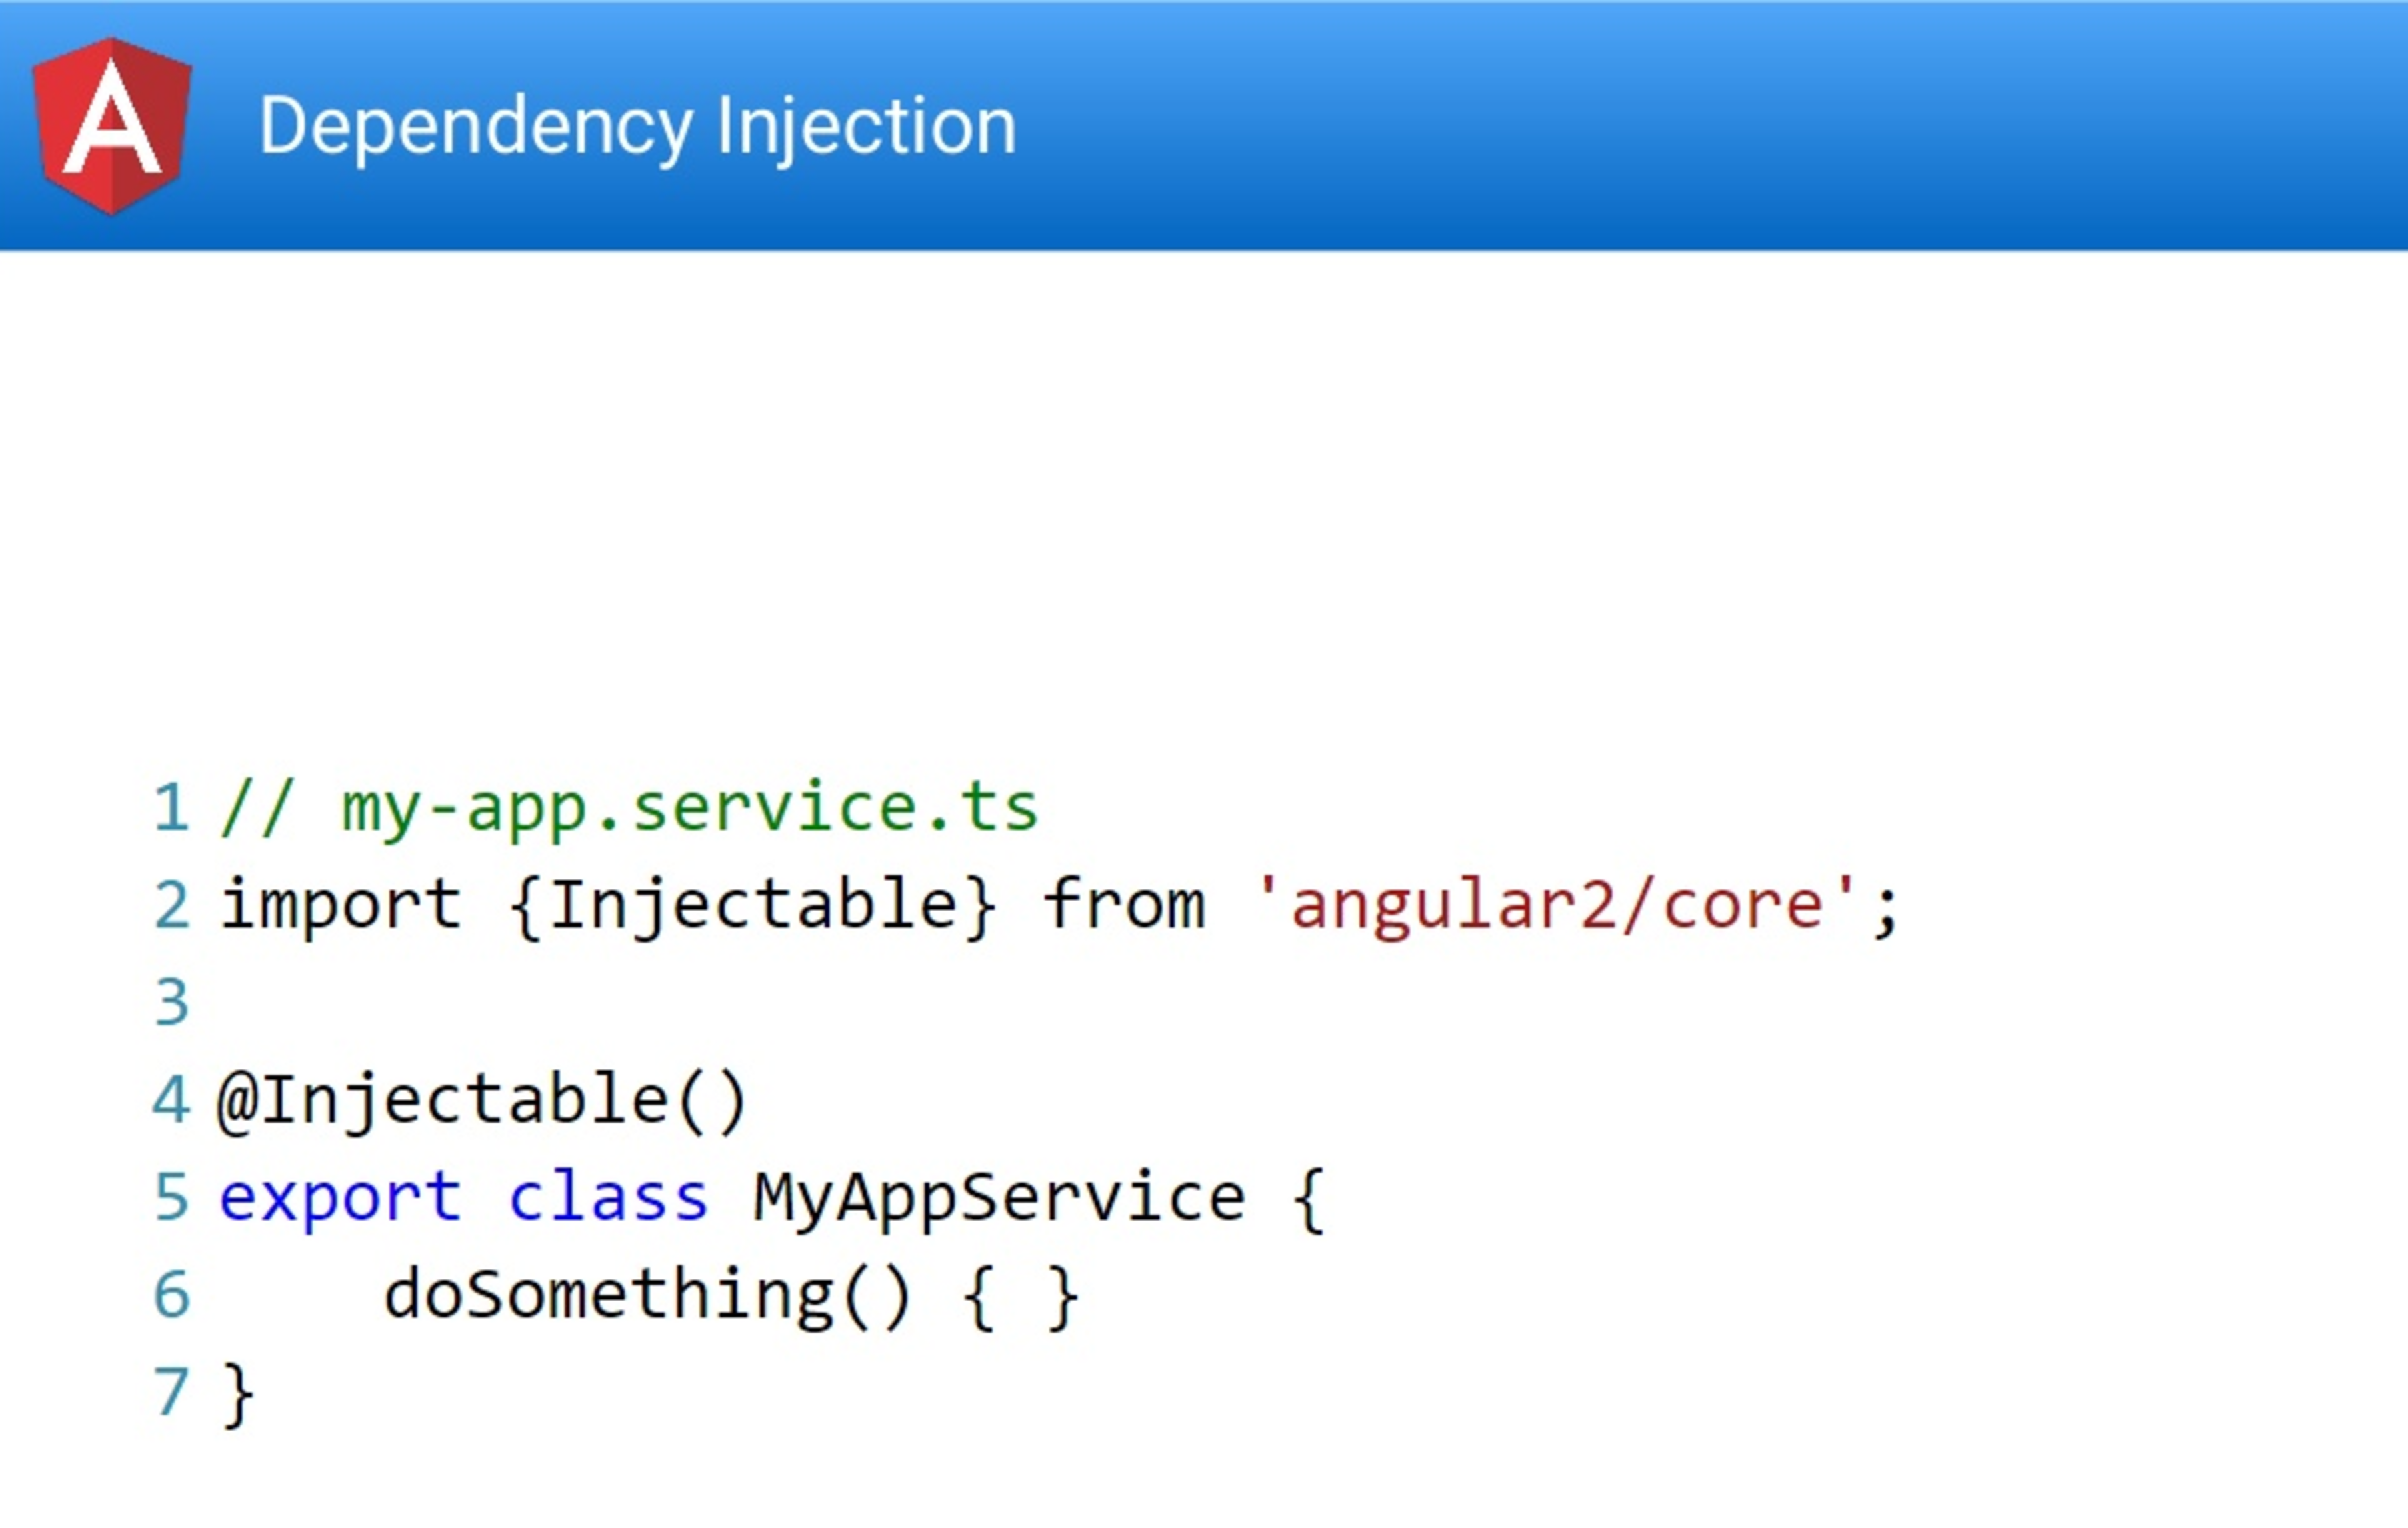 Dependency Injection
1 // my-app.service.ts
2 import {Injectable} from 'angular2/core';
3
4 @Injectable()
5 export class MyAppService {
6     doSomething() { }
7 }